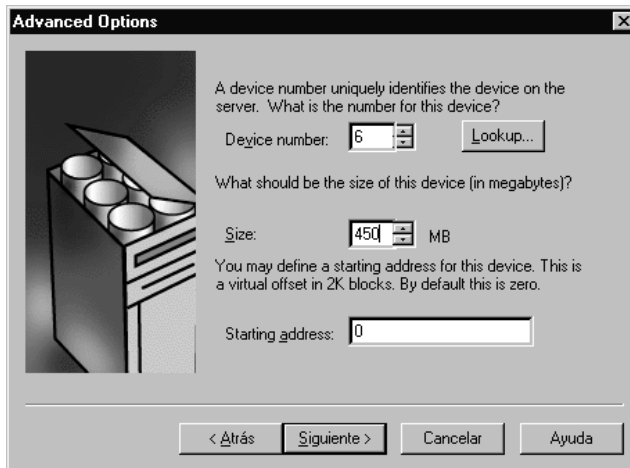 Advanced Options
A device number uniquely identifies the device on the
server. What is the number for this device?
Device number: 6 Lookup...
What should be the size of this device (in megabytes)?
Size: 450 MB
You may define a starting address for this device. This is
a virtual offset in 2K blocks. By default this is zero.
Starting address: 0
< Atrás Siguiente > Cancelar Ayuda